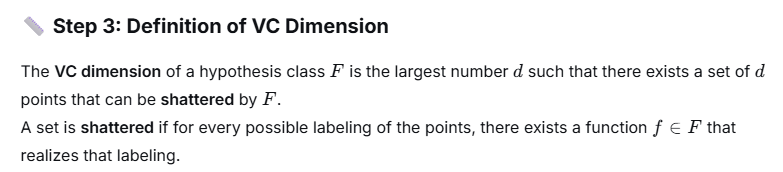 Step 3: Definition of VC Dimension
The VC dimension of a hypothesis class F is the largest number d such that there exists a set of d
points that can be shattered by F.
A set is shattered if for every possible labeling of the points, there exists a function f ∈ F that
realizes that labeling.